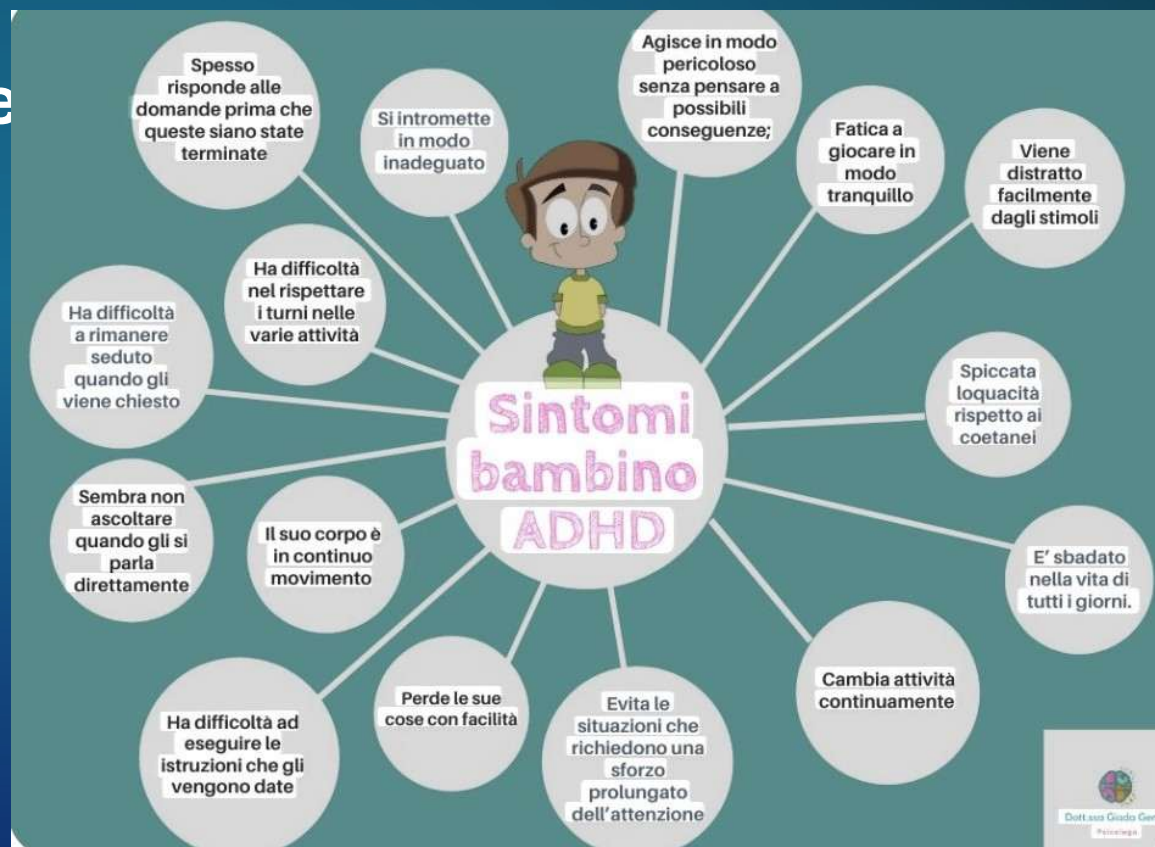 e
Spesso
risponde alle
domande prima che
queste siano state
terminate
Si intromette
in modo
inadeguato
Agisce in modo
pericoloso
senza pensare a
possibili
conseguenze;
Fatica a
giocare in
modo
tranquillo
Viene
distratto
facilmente
dagli stimoli
Ha difficoltà
nel rispettare
i turni nelle
varie attività
Ha difficoltà
a rimanere
seduto
quando gli
viene chiesto
Spiccata
loquacità
rispetto ai
coetanei
Sintomi
bambino
ADHD
Sembra non
ascoltare
quando gli si
parla
direttamente
Il suo corpo è
in continuo
movimento
E' sbadato
nella vita di
tutti i giorni.
Ha difficoltà ad
eseguire le
istruzioni che gli
vengono date
Perde le sue
cose con facilità
Evita le
situazioni che
richiedono una
sforzo
prolungato
dell'attenzione
Cambia attività
continuamente
Dott.ssa Giada
Psicologa